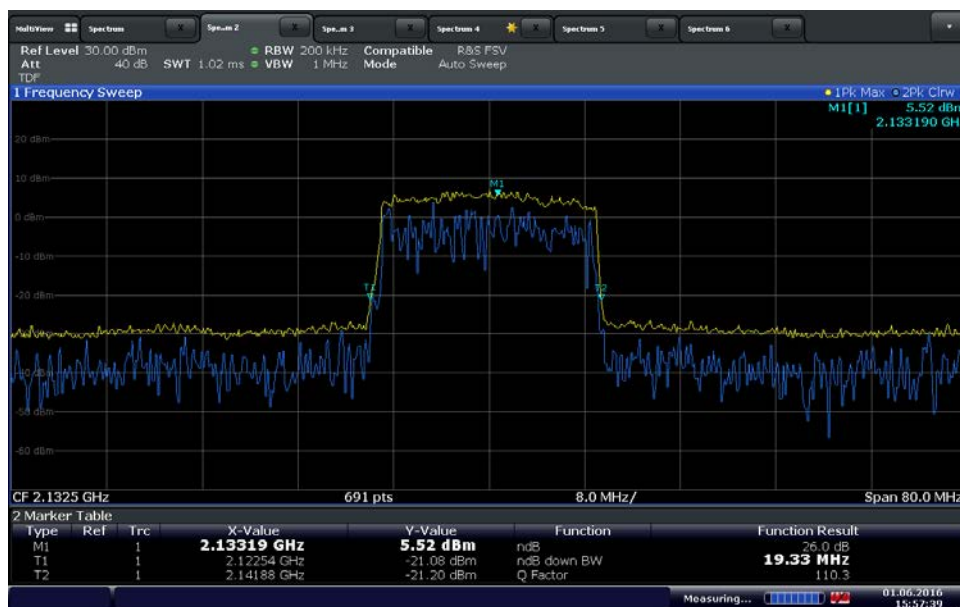 MultiView Spectrum X Spe...m 2 X Spe...m 3 X Spectrum 4 X Spectrum 5 X Spectrum 6 X
Ref Level 30.00 dBm RBW 200 kHz Compatible R&S FSV
Att 40 dB SWT 1.02 ms VBW 1 MHz Mode Auto Sweep
TDF
1 Frequency Sweep 1Pk Max 2Pk Clrw
M1[1] 5.52 dBm
2.133190 GH
20 dBm
10 dBm
M1
0 dBm
-10 dBm
-20 dBm
T2
-50 dBm
-60 dBm
CF 2.1325 GHz 691 pts 8.0 MHz/ Span 80.0 MHz
2 Marker Table
Type Ref Trc X-Value Y-Value Function Function Result
M1 1 2.13319 GHz 5.52 dBm ndB 26.0 dB
T1 1 2.12254 GHz -21.08 dBm ndB down BW 19.33 MHz
T2 1 2.14188 GHz -21.20 dBm Q Factor 110.3
Measuring... 01.06.2016
15:57:39